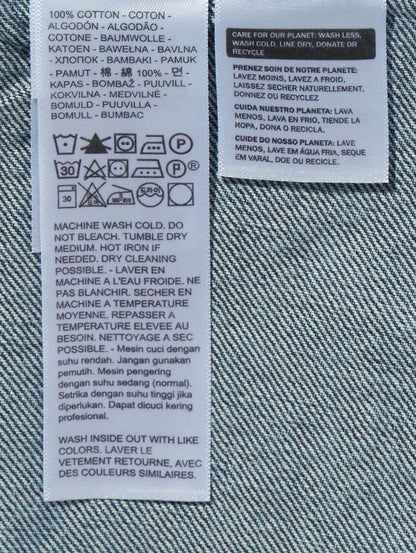 100% COTTON - COTON -
ALGODÓN - ALGODÃO -
COTONE - BAUMWOLLE -
KATOEN - BAWEŁNA - BAVLNA
- ХЛОПОК - BAMBAKI - PAMUK
- PAMUT - 棉 - 綿 100% - 면 -
KAPAS - BOMBAŽ - PUUVILL -
KOKVILNA - MEDVILNĖ -
BOMULD - PUUVILLA -
BOMULL - BUMBAC
P
30 P ®
30 180~210 드라이
MACHINE WASH COLD. DO
NOT BLEACH. TUMBLE DRY
MEDIUM. HOT IRON IF
NEEDED. DRY CLEANING
POSSIBLE. - LAVER EN
MACHINE A L'EAU FROIDE. NE
PAS BLANCHIR. SECHER EN
MACHINE A TEMPERATURE
MOYENNE. REPASSER A
TEMPERATURE ELEVEE AU
BESOIN. NETTOYAGE A SEC
POSSIBLE. - Mesin cuci dengan
suhu rendah. Jangan gunakan
pemutih. Mesin pengering
dengan suhu sedang (normal).
Setrika dengan suhu tinggi jika
diperlukan. Dapat dicuci kering
profesional.
WASH INSIDE OUT WITH LIKE
COLORS. LAVER LE
VETEMENT RETOURNE, AVEC
DES COULEURS SIMILAIRES.
CARE FOR OUR PLANET: WASH LESS,
WASH COLD, LINE DRY, DONATE OR
RECYCLE
PRENEZ SOIN DE NOTRE PLANETE:
LAVEZ MOINS, LAVEZ A FROID,
LAISSEZ SECHER NATURELLEMENT,
DONNEZ OU RECYCLEZ
CUIDA NUESTRO PLANETA: LAVA
MENOS, LAVA EN FRIO, TIENDE LA
ROPA, DONA O RECICLA.
CUIDE DO NOSSO PLANETA: LAVE
MENOS, LAVE EM ÁGUA FRIA, SEQUE
EM VARAL, DOE OU RECICLE.